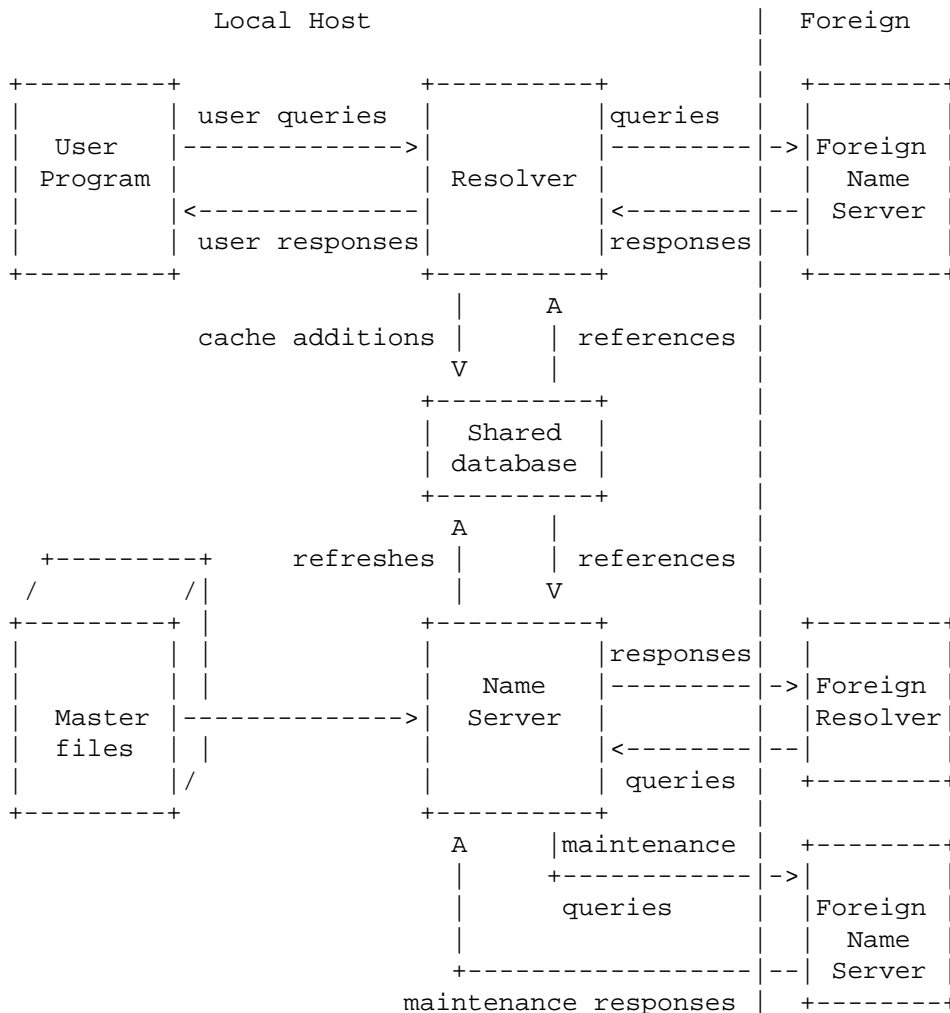 Local Host | Foreign
|
+---------+ +----------+ | +--------+
| | user queries | |queries | | |
| User |-------------->| |---------|->|Foreign |
| Program | | Resolver | | | Name |
| |<--------------| |<--------|--| Server |
| | user responses| |responses| | |
+---------+ +----------+ | +--------+
| A |
cache additions | | references |
V | |
+----------+ |
| Shared | |
| database | |
+----------+ |
A | |
+---------+ refreshes | | references |
/ /| | V |
+---------+ | +----------+ | +--------+
| | | | |responses| | |
| | | | Name |---------|->|Foreign |
| Master |-------------->| Server | | |Resolver|
| files | | | |<--------|--| |
| |/ | | queries | +--------+
+---------+ +----------+ |
A |maintenance | +--------+
| +------------|->| |
| queries | |Foreign |
| | | Name |
+------------------|--| Server |
maintenance responses | +--------+